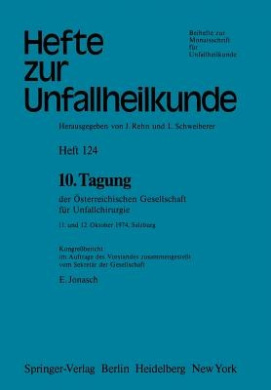 Hefte
zur
Unfallheilkunde
Beihefte zur
Monatsschrift
für
Unfallheilkunde
Herausgegeben von J. Rehn und L. Schweiberer
Heft 124
10. Tagung
der Österreichischen Gesellschaft
für Unfallchirurgie
11. und 12. Oktober 1974, Salzburg
Kongreßbericht
im Auftrage des Vorstandes zusammengestellt
vom Sekretär der Gesellschaft
E. Jonasch
Springer-Verlag Berlin Heidelberg New York